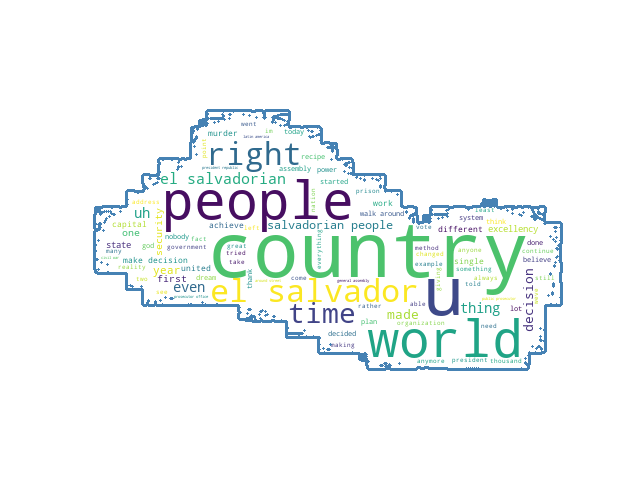 went
latin america
murder
im
today
right
recipe
president republic
assembly
power
el salvadorian
started
prison
people
work
address
uh
achieve
salvadorian people
walk around
vote
system
least
think
capital
one
security
different
excellency
state
god
nobody
fact
country
method
anyone
done
many
government
great
everything
changed
single
believe
make decision
tried
thank
something
reality
year
united
take
come
giving
told
always
still
first
dream
even
el salvador
u
decision
time
rather
able
made
thing
lot
decided
plan
organization
world
need
making
anymore
president
thousand
example
nation
general assembly
continue
two